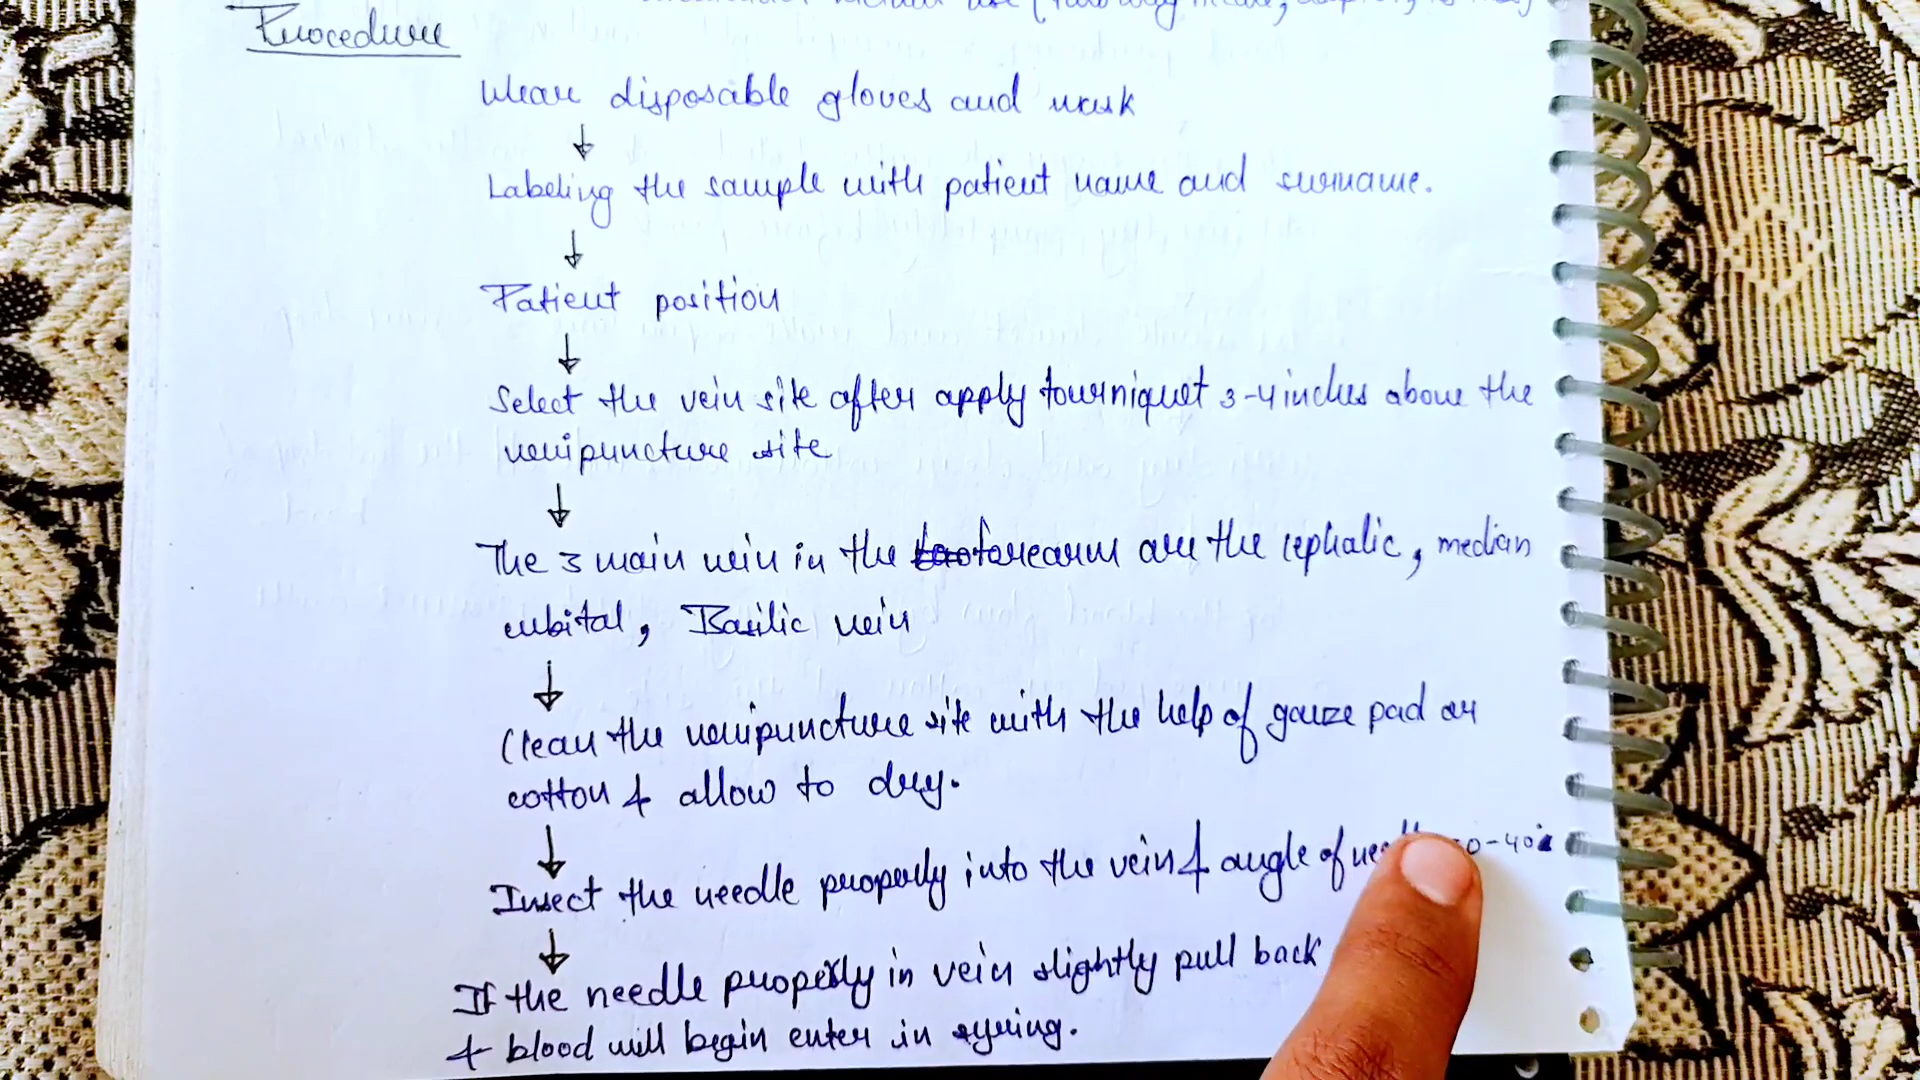 Procedure
Wear disposable gloves and mask
↓
Labeling the sample with patient name and surname.
↓
Patient position
↓
Select the vein site after apply tourniquet 3-4 inches above the
venipuncture site
↓
The 3 main vein in the forearm are the cephalic, median
cubital, Basilic vein
↓
Clean the venipuncture site with the help of gauze pad or
cotton & allow to dry.
↓
Insect the needle properly into the vein & angle of
↓
If the needle properly in vein slightly pull back
& blood will begin enter in syring.